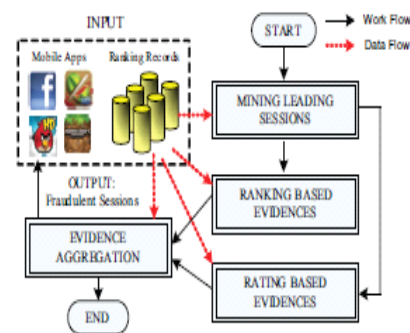 INPUT
Mobile Apps
Ranking Records
START
Work Flow
Data Flow
MINING LEADING
SESSIONS
OUTPUT:
Fraudulent Sessions
RANKING BASED
EVIDENCES
EVIDENCE
AGGREGATION
RATING BASED
EVIDENCES
END